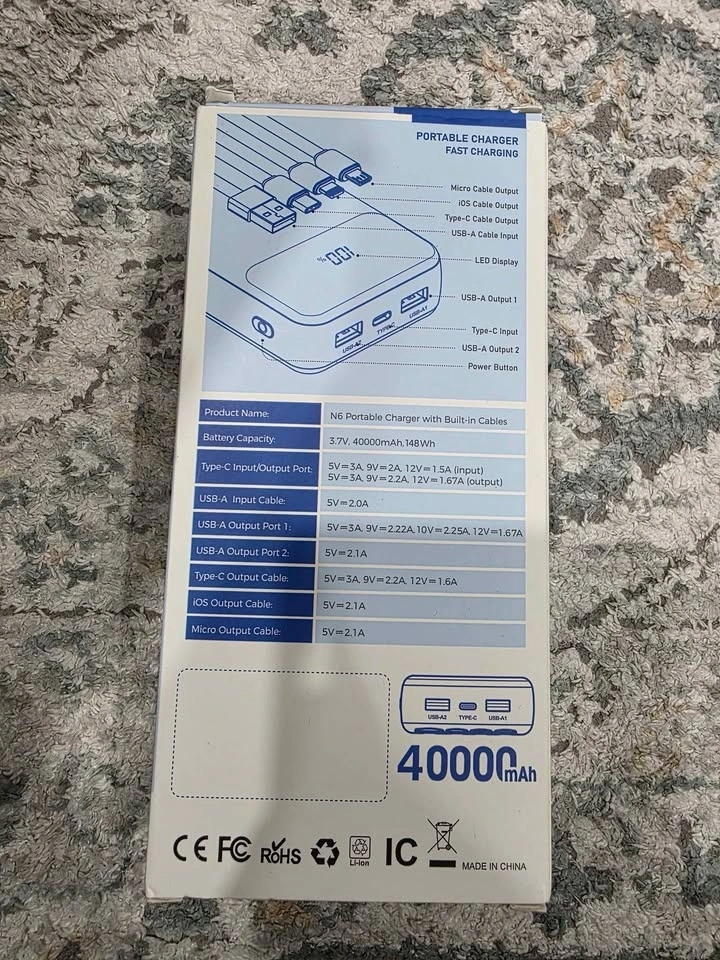 PORTABLE CHARGER
FAST CHARGING
Micro Cable Output
iOS Cable Output
Type-C Cable Output
USB-A Cable Input
LED Display
100%
USB-A Output 1
Type-C Input
USB-A Output 2
Power Button
USB-A2 TYPE-C USB-A1
Product Name: N6 Portable Charger with Built-in Cables
Battery Capacity: 3.7V, 40000mAh,148Wh
Type-C Input/Output Port: 5V=3A, 9V=2A, 12V=1.5A (input)
5V=3A, 9V=2.2A, 12V=1.67A (output)
USB-A Input Cable: 5V=2.0A
USB-A Output Port 1: 5V=3A, 9V=2.22A,10V=2.25A, 12V=1.67A
USB-A Output Port 2: 5V=2.1A
Type-C Output Cable: 5V=3A, 9V=2.2A, 12V=1.6A
iOS Output Cable: 5V=2.1A
Micro Output Cable: 5V=2.1A
USB-A2 TYPE-C USB-A1
40000mAh
CE FC RoHS Li-ion IC MADE IN CHINA